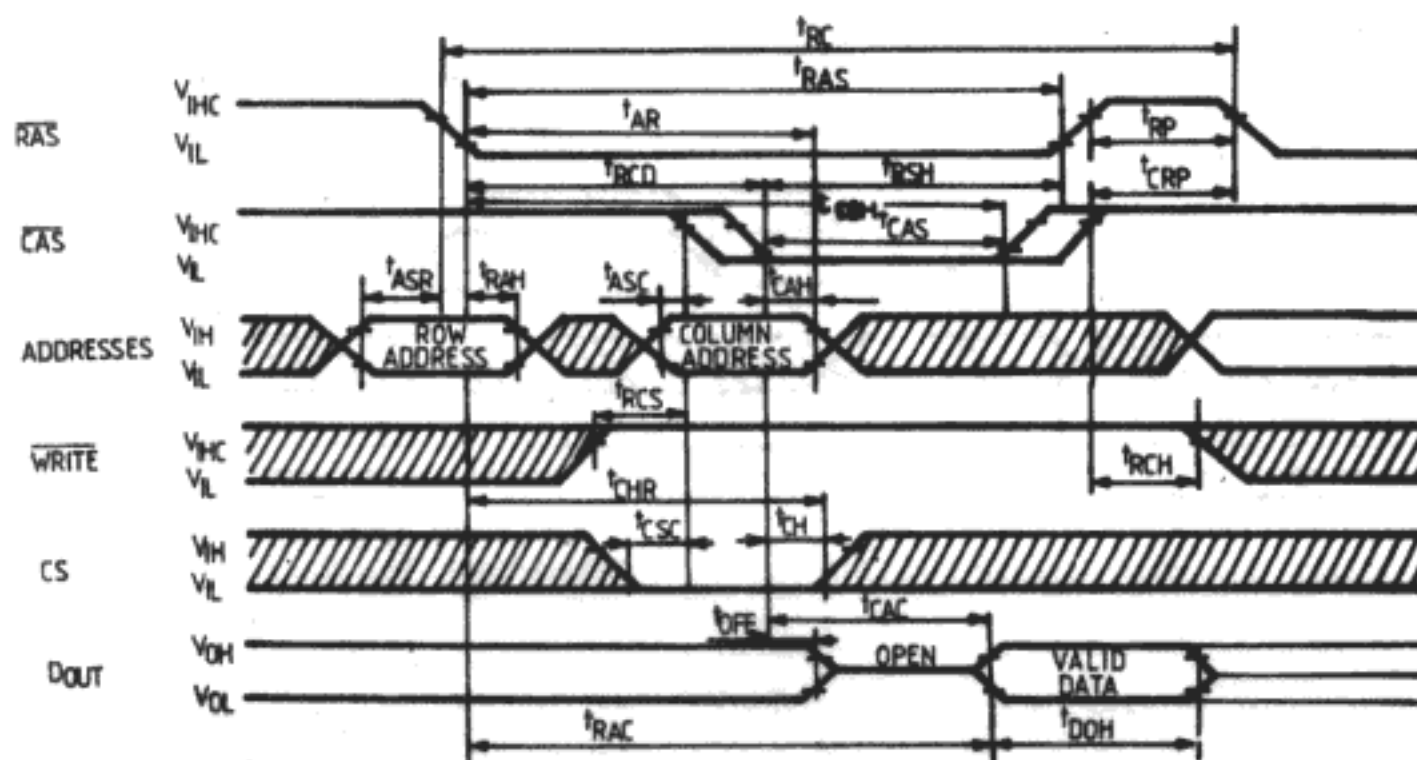 tRC
tRAS
VIHC
tAR
RAS
tRP
VIL
tRCD
tRSH
tCRP
VIHC
CAS
tCAS
VIL
tASR
tRAH
tASC
tCAH
VIH
ROW
COLUMN
ADDRESSES
ADDRESS
ADDRESS
VIL
tRCS
VIHC
WRITE
tRCH
VIL
tCHR
tCSC
tCH
VIH
CS
VIL
tCAC
tOFF
VOH
OPEN
VALID
DOUT
DATA
VOL
tRAC
tDOH